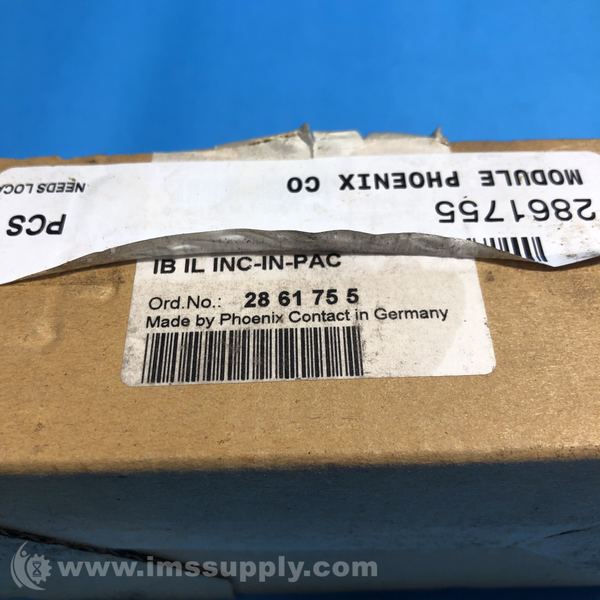 NEEDS LOCA
MODULE PHOENIX CO
PCS
2861755
IB IL INC-IN-PAC
Ord.No.: 28 61 75 5
Made by Phoenix Contact in Germany
www.imssupply.com